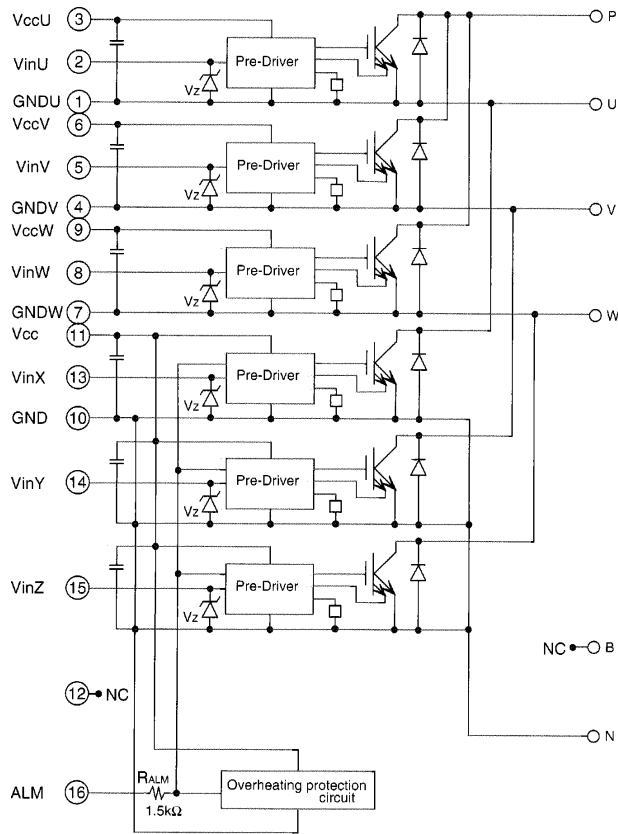 VccU 3 P
VinU 2 Pre-Driver
Vz
GNDU 1 U
VccV 6
VinV 5 Pre-Driver
Vz
GNDV 4 V
VccW 9
VinW 8 Pre-Driver
Vz
GNDW 7 W
Vcc 11
VinX 13 Pre-Driver
Vz
GND 10
VinY 14 Pre-Driver
Vz
VinZ 15 Pre-Driver
Vz
NC B
12 NC
N
ALM 16 RALM Overheating protection
1.5kΩ circuit